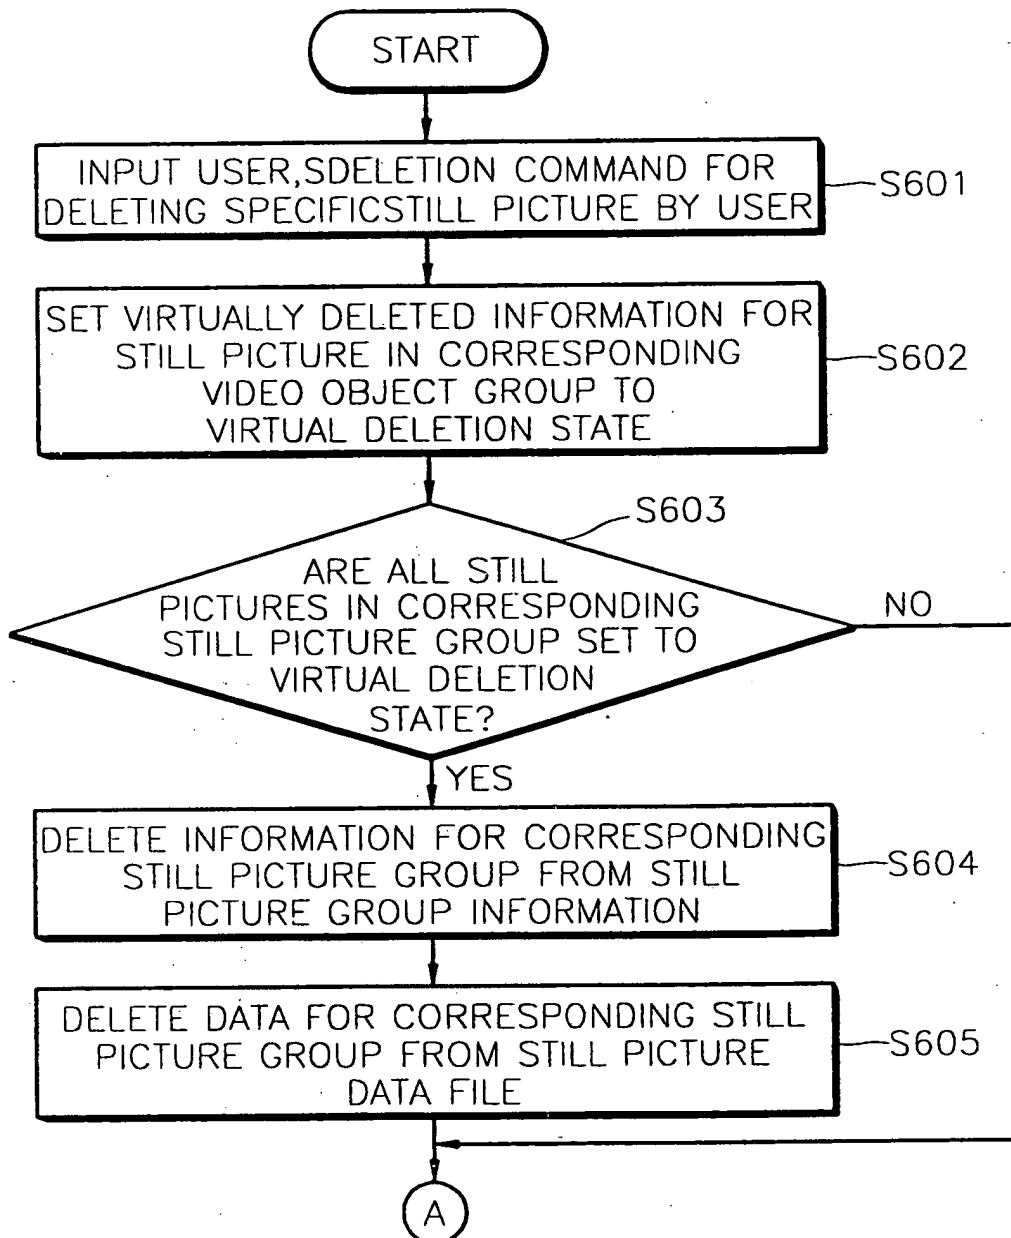 START
INPUT USER,SDELETION COMMAND FOR
DELETING SPECIFICSTILL PICTURE BY USER
S601
SET VIRTUALLY DELETED INFORMATION FOR
STILL PICTURE IN CORRESPONDING
VIDEO OBJECT GROUP TO
VIRTUAL DELETION STATE
S602
S603
ARE ALL STILL
PICTURES IN CORRESPONDING
STILL PICTURE GROUP SET TO
VIRTUAL DELETION
STATE?
NO
YES
DELETE INFORMATION FOR CORRESPONDING
STILL PICTURE GROUP FROM STILL
PICTURE GROUP INFORMATION
S604
DELETE DATA FOR CORRESPONDING STILL
PICTURE GROUP FROM STILL PICTURE
DATA FILE
S605
A